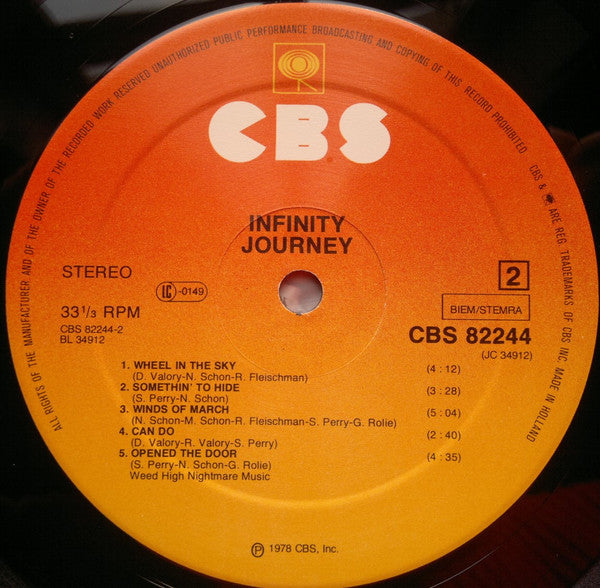 ALL RIGHTS OF THE MANUFACTURER AND OF THE OWNER OF THE RECORDED WORK RESERVED UNAUTHORIZED PUBLIC PERFORMANCE BROADCASTING AND COPYING OF THIS RECORD PROHIBITED
CBS & ARE REG. TRADEMARKS OF CBS INC. MADE IN HOLLAND
CBS
INFINITY
JOURNEY
STEREO
LC -0149
2
33 1/3 RPM
BIEM/STEMRA
CBS 82244-2
BL 34912
CBS 82244
(JC 34912)
1. WHEEL IN THE SKY (4 : 12)
(D. Valory-N. Schon-R. Fleischman)
2. SOMETHIN' TO HIDE (3 : 28)
(S. Perry-N. Schon)
3. WINDS OF MARCH (5 : 04)
(N. Schon-M. Schon-R. Fleischman-S. Perry-G. Rolie)
4. CAN DO (2 : 40)
(D. Valory-R. Valory-S. Perry)
5. OPENED THE DOOR (4 : 35)
(S. Perry-N. Schon-G. Rolie)
Weed High Nightmare Music
℗ 1978 CBS, Inc.